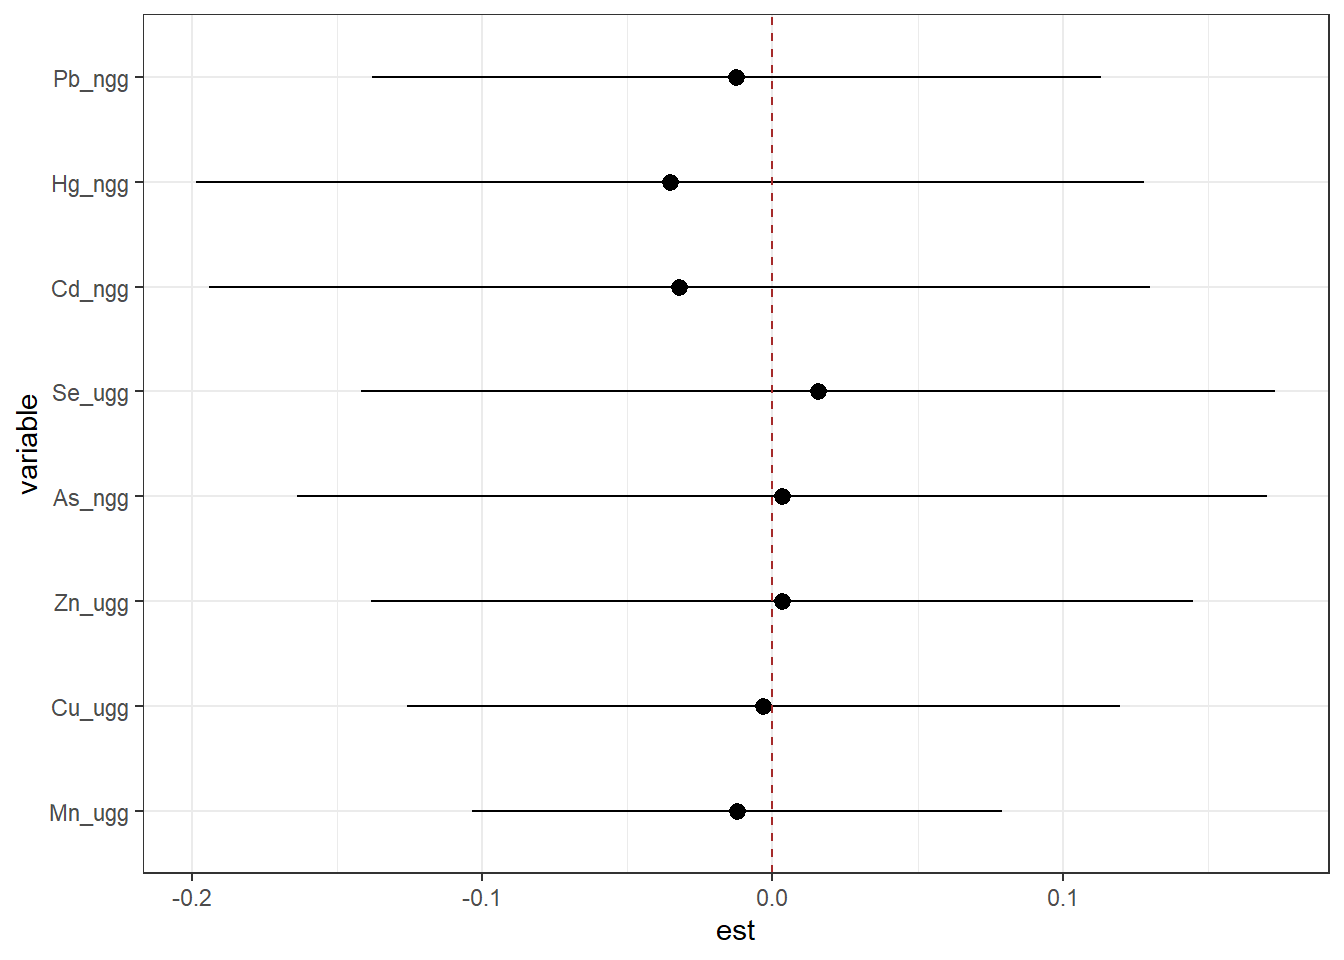 Pb_ngg
Hg_ngg
Cd_ngg
Se_ugg
As_ngg
Zn_ugg
Cu_ugg
Mn_ugg
variable
-0.2
-0.1
0.0
0.1
est